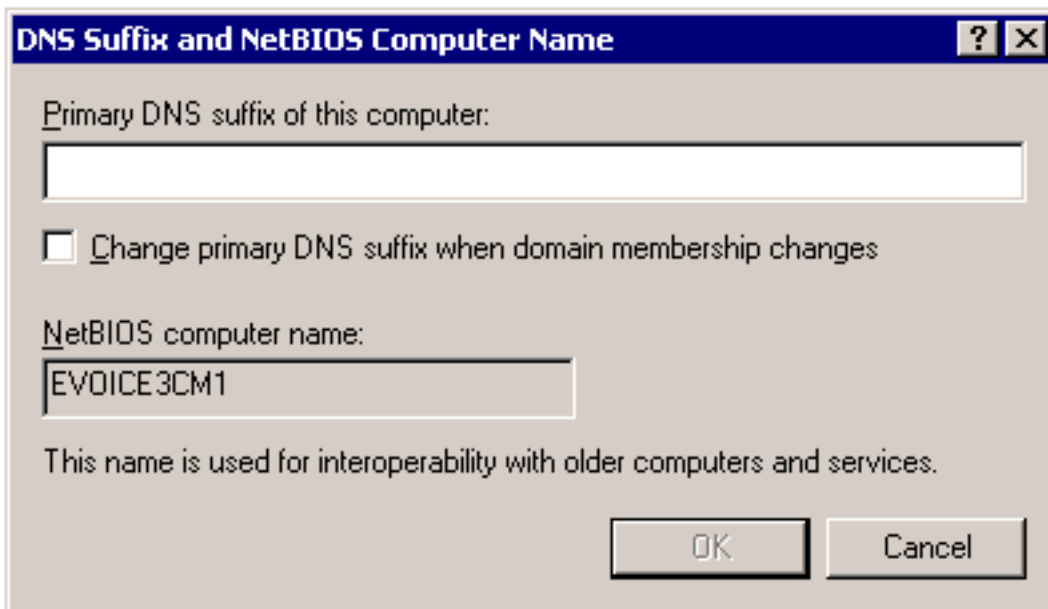 DNS Suffix and NetBIOS Computer Name
Primary DNS suffix of this computer:
Change primary DNS suffix when domain membership changes
NetBIOS computer name:
EVOICE3CM1
This name is used for interoperability with older computers and services.
OK Cancel